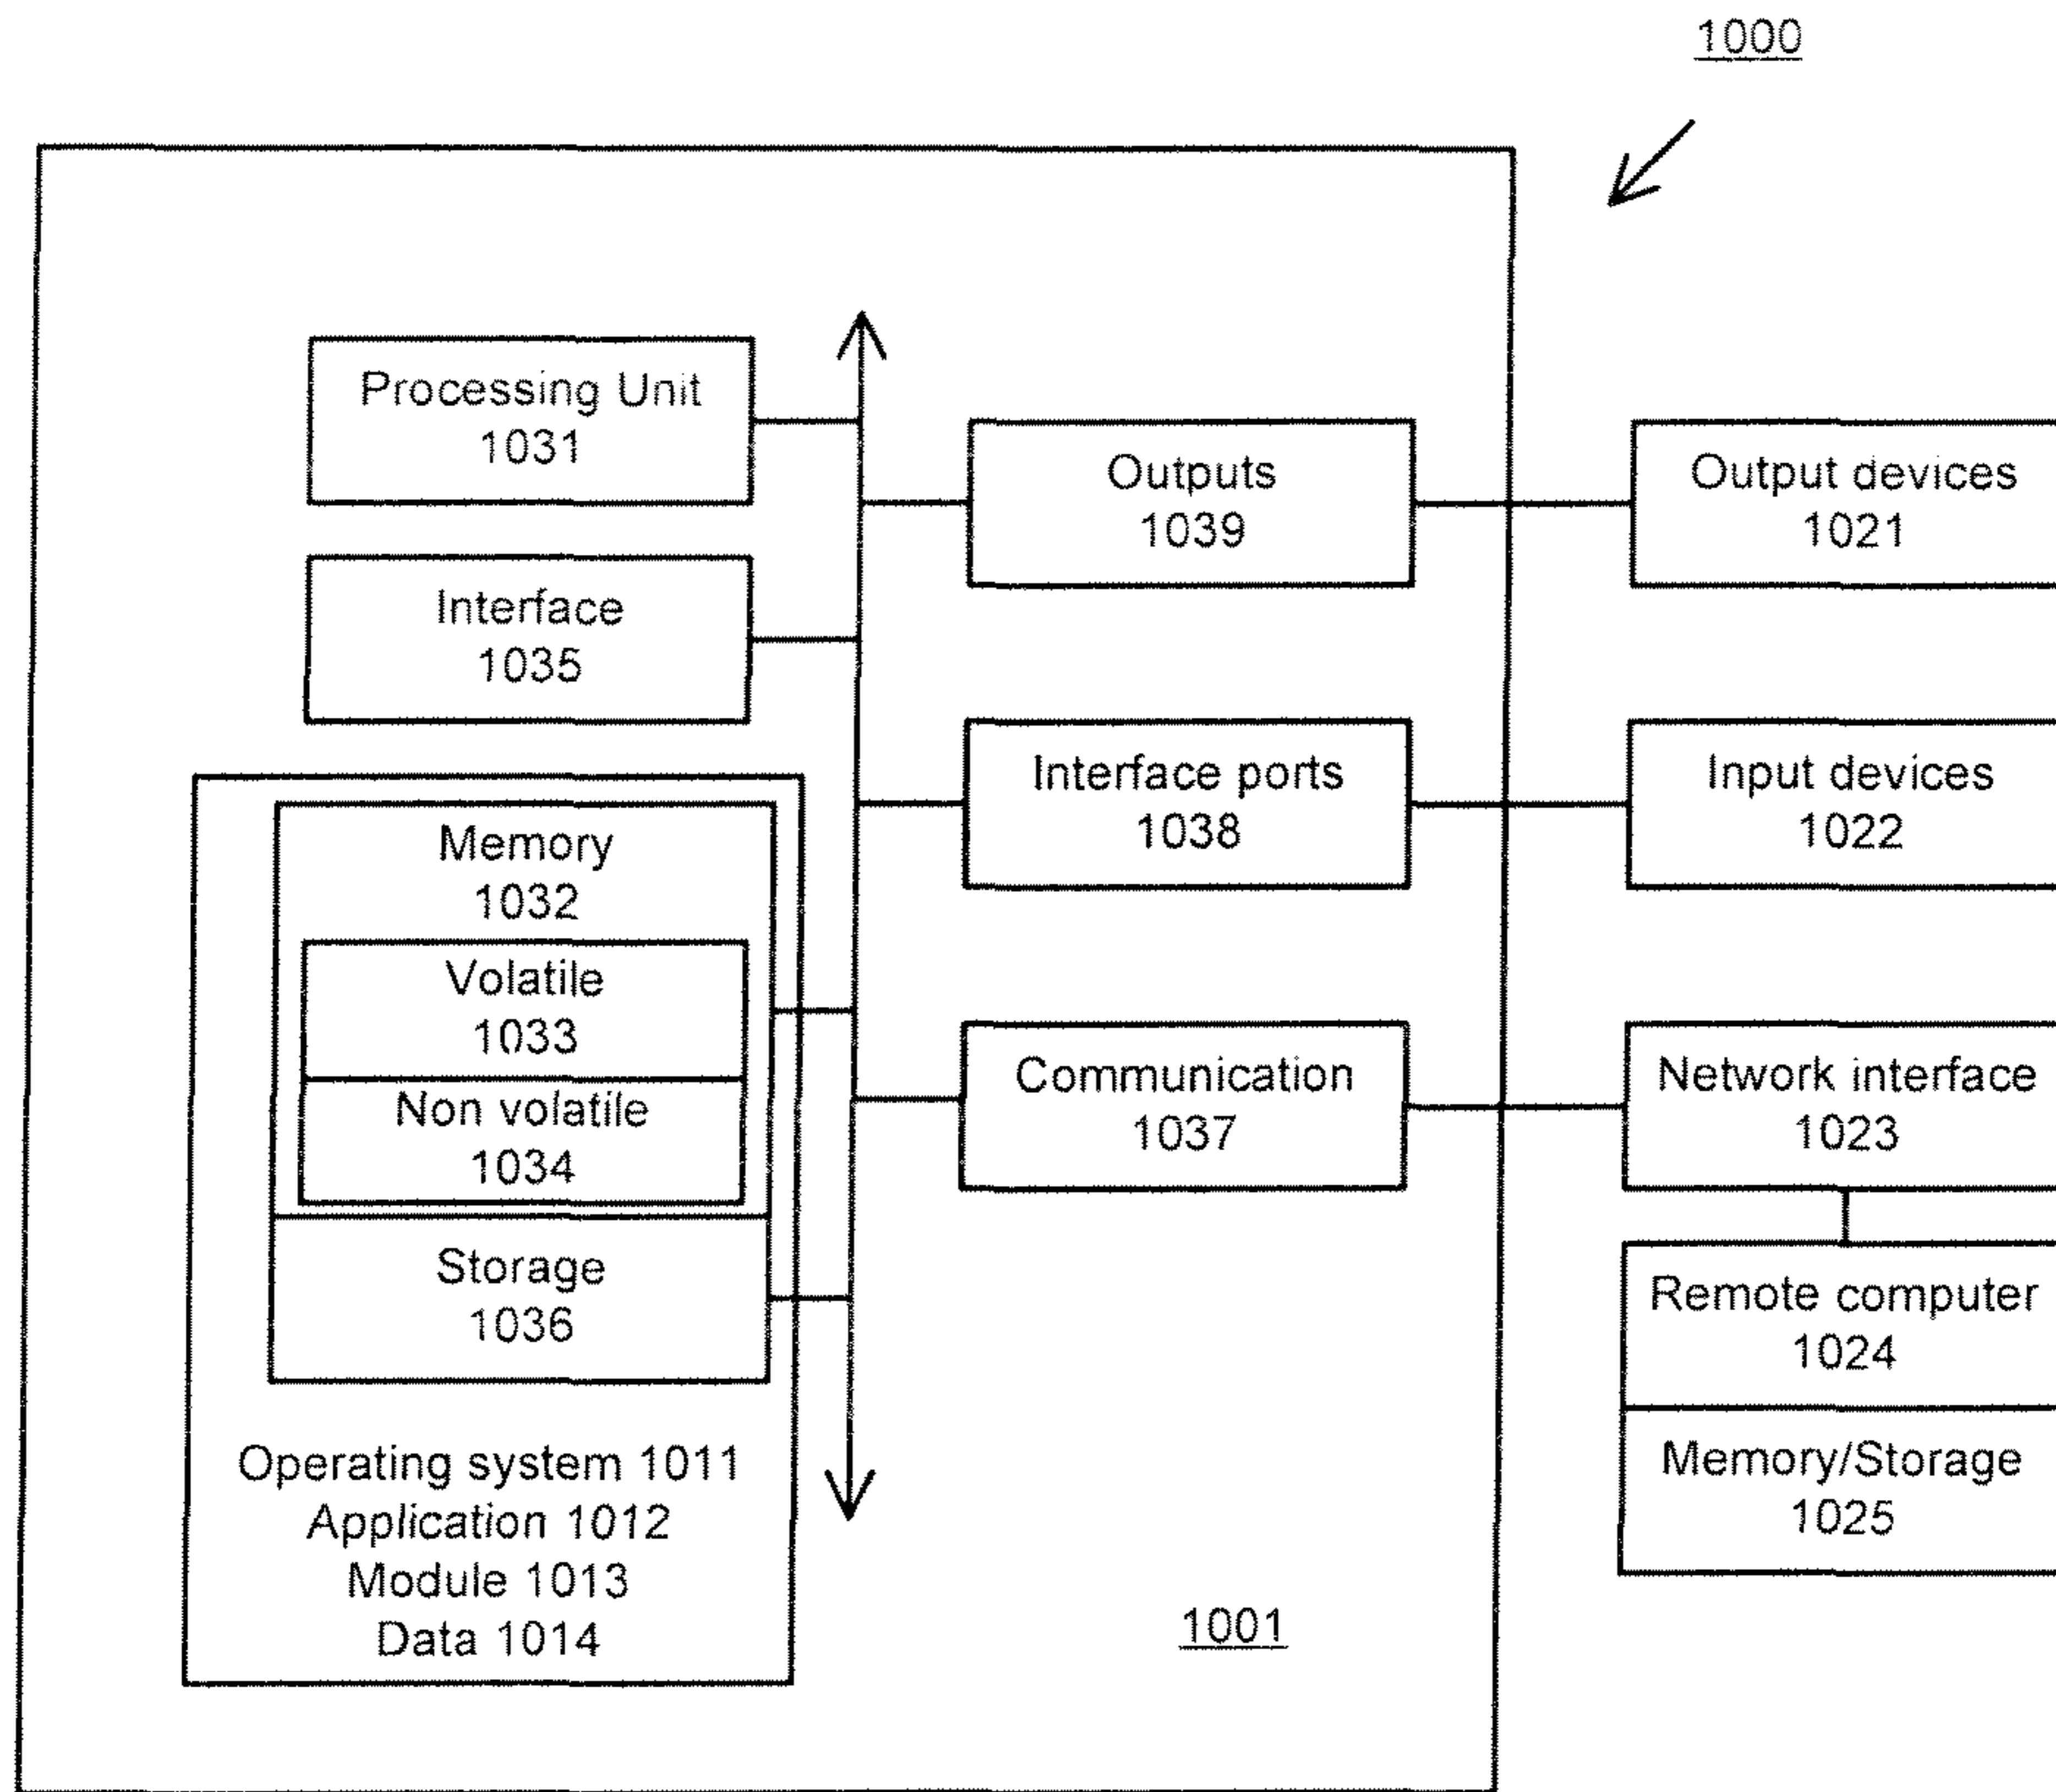 1000
Processing Unit
1031
Interface
1035
Memory
1032
Volatile
1033
Non volatile
1034
Storage
1036
Operating system 1011
Application 1012
Module 1013
Data 1014
Outputs
1039
Interface ports
1038
Communication
1037
1001
Output devices
1021
Input devices
1022
Network interface
1023
Remote computer
1024
Memory/Storage
1025